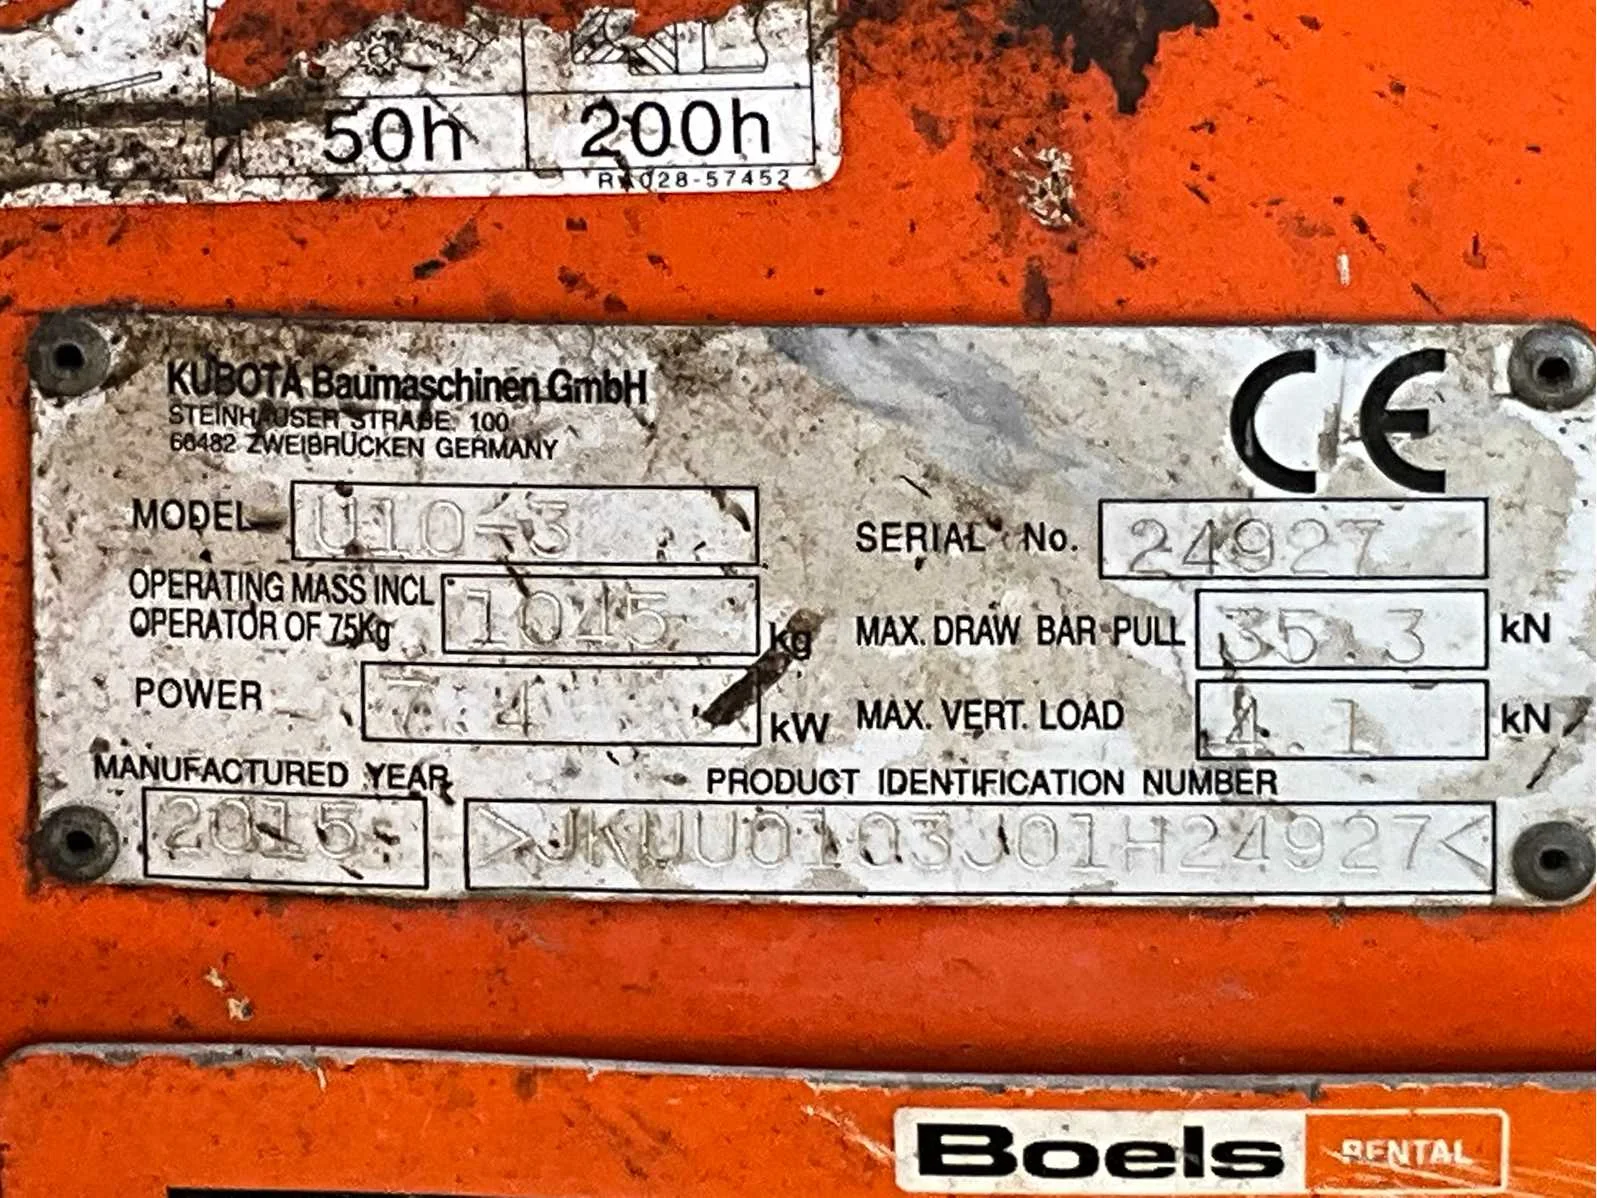 50h 200h
RA028-57452
KUBOTA Baumaschinen GmbH
STEINHAUSER STRAßE 100
66482 ZWEIBRÜCKEN GERMANY
CE
MODEL U10-3
SERIAL No. 24927
OPERATING MASS INCL
OPERATOR OF 75Kg 1045 kg
MAX. DRAW BAR PULL 35.3 kN
POWER 7.4 kW
MAX. VERT. LOAD 4.1 kN
MANUFACTURED YEAR 2015
PRODUCT IDENTIFICATION NUMBER
>JKUU0103J01H24927<
Boels RENTAL